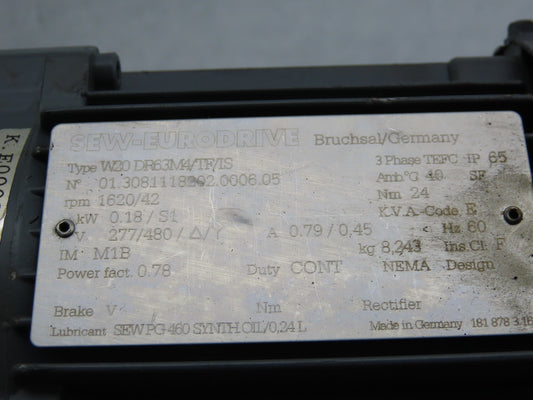 SEW-EURODRIVE Bruchsal/Germany
Type W20 DR63M4/TF/IS 3 Phase TEFC IP 65
N° 01.3081118202.0006.05 Amb°C 40 SF
rpm 1620/42 Nm 24
kW 0.18 / S1 K.V.A-Code E
V 277/480 / Δ/Y A 0.79 / 0,45 Hz 60
IM M1B kg 8,243 Ins.Cl. F
Power fact. 0.78 Duty CONT NEMA Design
Brake V Nm Rectifier
Lubricant SEW PG 460 SYNTH.OIL/0,24 L Made in Germany 181 878 3.16